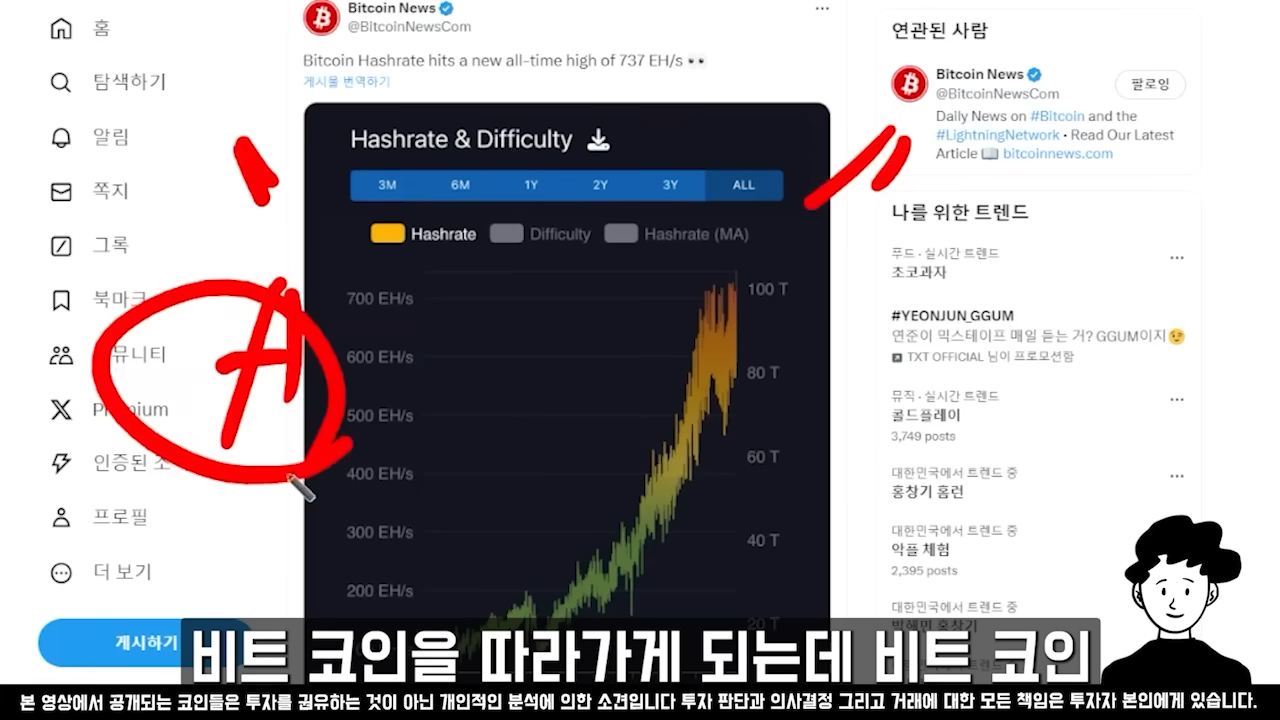 홈
탐색하기
알림
쪽지
그록
북마크
뮤니티
Premium
인증된 조
프로필
더 보기
게시하기
Bitcoin News
@BitcoinNewsCom
Bitcoin Hashrate hits a new all-time high of 737 EH/s 👀
게시물 번역하기
Hashrate & Difficulty
3M 6M 1Y 2Y 3Y ALL
Hashrate Difficulty Hashrate (MA)
700 EH/s 100 T
600 EH/s 80 T
500 EH/s
400 EH/s 60 T
300 EH/s 40 T
200 EH/s
20 T
A
연관된 사람
Bitcoin News
@BitcoinNewsCom
팔로잉
Daily News on #Bitcoin and the
#LightningNetwork • Read Our Latest
Article 📖 bitcoinnews.com
나를 위한 트렌드
푸드 · 실시간 트렌드
초코과자
#YEONJUN_GGUM
연준이 믹스테이프 매일 듣는 거? GGUM이지😉
TXT OFFICIAL 님이 프로모션함
뮤직 · 실시간 트렌드
콜드플레이
3,749 posts
대한민국에서 트렌드 중
홍창기 홈런
대한민국에서 트렌드 중
악플 체험
2,395 posts
대한민국에서 트렌드 중
박해민 홍창기
비트 코인을 따라가게 되는데 비트 코인
본 영상에서 공개되는 코인들은 투자를 권유하는 것이 아닌 개인적인 분석에 의한 소견입니다 투자 판단과 의사결정 그리고 거래에 대한 모든 책임은 투자자 본인에게 있습니다.